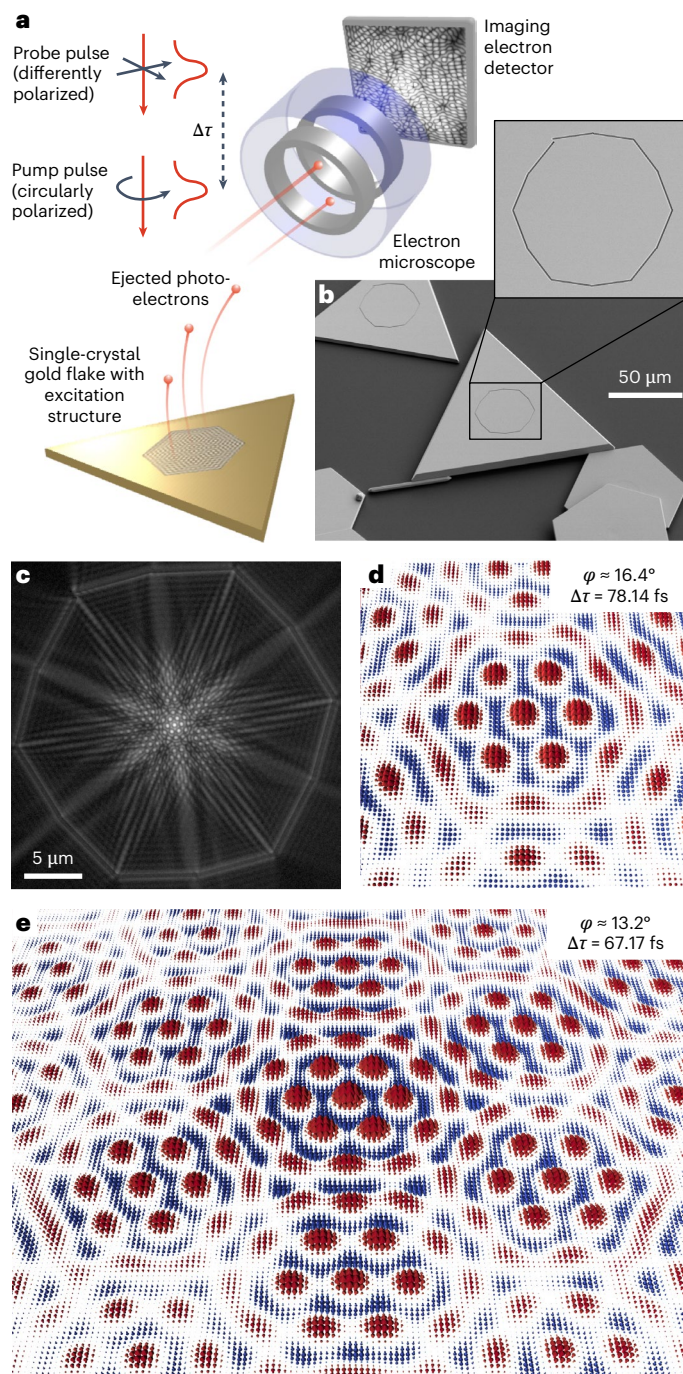 a
Probe pulse
(differently
polarized)
Δτ
Pump pulse
(circularly
polarized)
Imaging
electron
detector
Electron
microscope
Ejected photo-
electrons
Single-crystal
gold flake with
excitation
structure
b
50 µm
c
5 µm
d
φ ≈ 16.4°
Δτ = 78.14 fs
e
φ ≈ 13.2°
Δτ = 67.17 fs